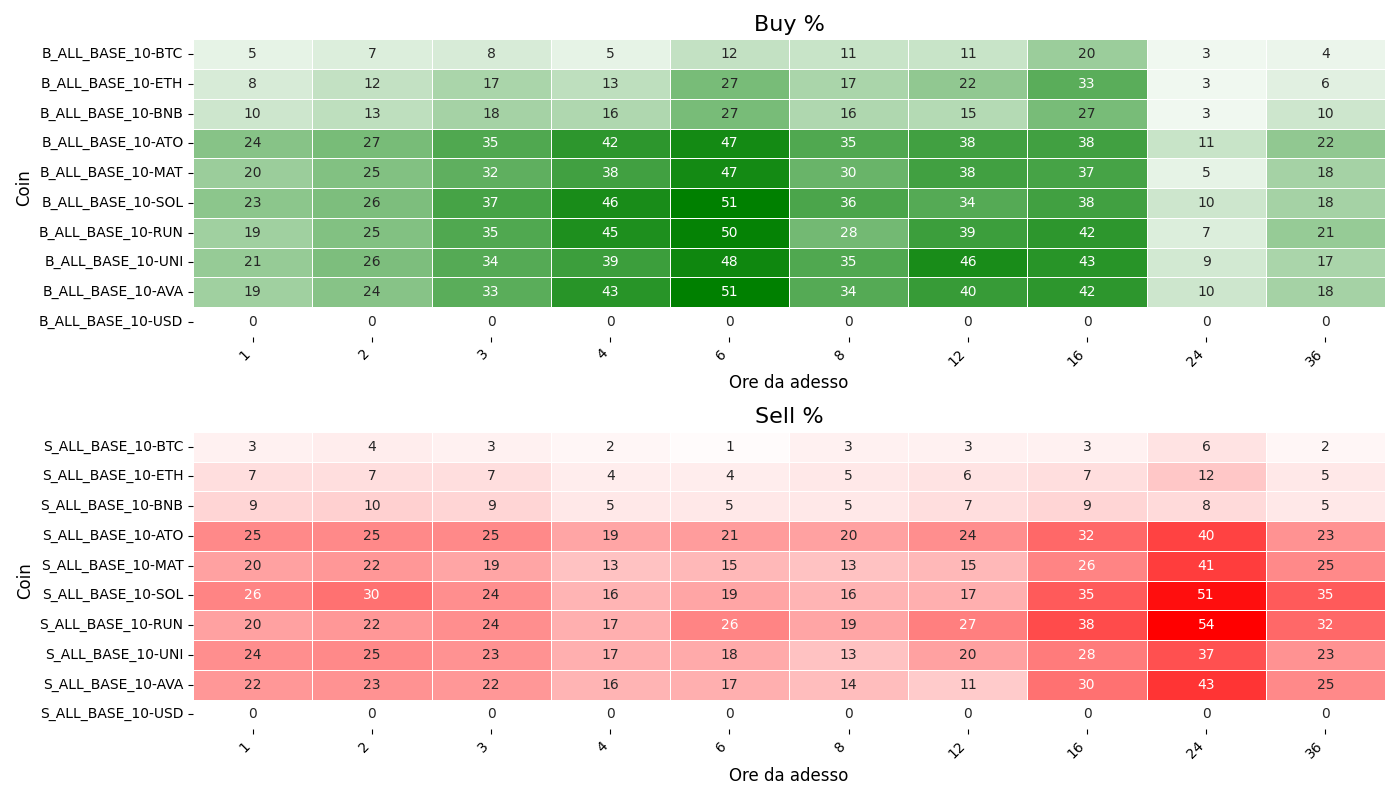 Buy %
Coin
B_ALL_BASE_10-BTC 5 7 8 5 12 11 11 20 3 4
B_ALL_BASE_10-ETH 8 12 17 13 27 17 22 33 3 6
B_ALL_BASE_10-BNB 10 13 18 16 27 16 15 27 3 10
B_ALL_BASE_10-ATO 24 27 35 42 47 35 38 38 11 22
B_ALL_BASE_10-MAT 20 25 32 38 47 30 38 37 5 18
B_ALL_BASE_10-SOL 23 26 37 46 51 36 34 38 10 18
B_ALL_BASE_10-RUN 19 25 35 45 50 28 39 42 7 21
B_ALL_BASE_10-UNI 21 26 34 39 48 35 46 43 9 17
B_ALL_BASE_10-AVA 19 24 33 43 51 34 40 42 10 18
B_ALL_BASE_10-USD 0 0 0 0 0 0 0 0 0 0
1 2 3 4 6 8 12 16 24 36
Ore da adesso
Sell %
Coin
S_ALL_BASE_10-BTC 3 4 3 2 1 3 3 3 6 2
S_ALL_BASE_10-ETH 7 7 7 4 4 5 6 7 12 5
S_ALL_BASE_10-BNB 9 10 9 5 5 5 7 9 8 5
S_ALL_BASE_10-ATO 25 25 25 19 21 20 24 32 40 23
S_ALL_BASE_10-MAT 20 22 19 13 15 13 15 26 41 25
S_ALL_BASE_10-SOL 26 30 24 16 19 16 17 35 51 35
S_ALL_BASE_10-RUN 20 22 24 17 26 19 27 38 54 32
S_ALL_BASE_10-UNI 24 25 23 17 18 13 20 28 37 23
S_ALL_BASE_10-AVA 22 23 22 16 17 14 11 30 43 25
S_ALL_BASE_10-USD 0 0 0 0 0 0 0 0 0 0
1 2 3 4 6 8 12 16 24 36
Ore da adesso